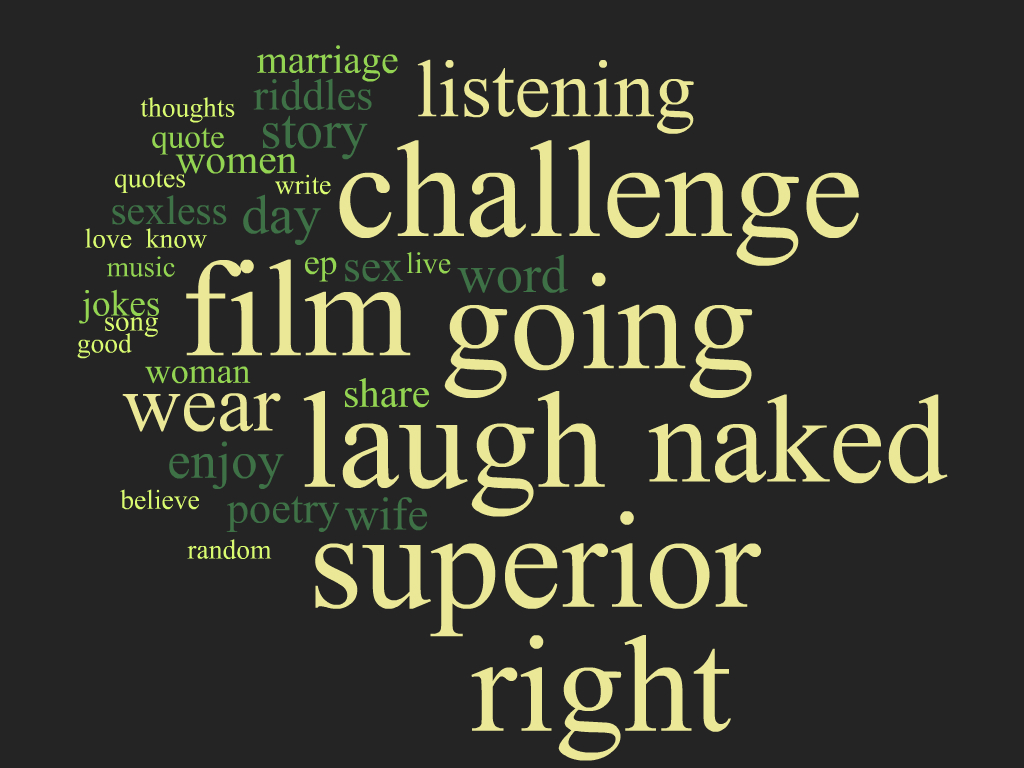 marriage
listening
riddles
thoughts
story
quote
challenge
women
quotes
write
sexless
day
love
know
music
film
ep
sex
live
word
going
jokes
song
good
woman
wear
share
laugh
naked
enjoy
believe
poetry
wife
random
superior
right